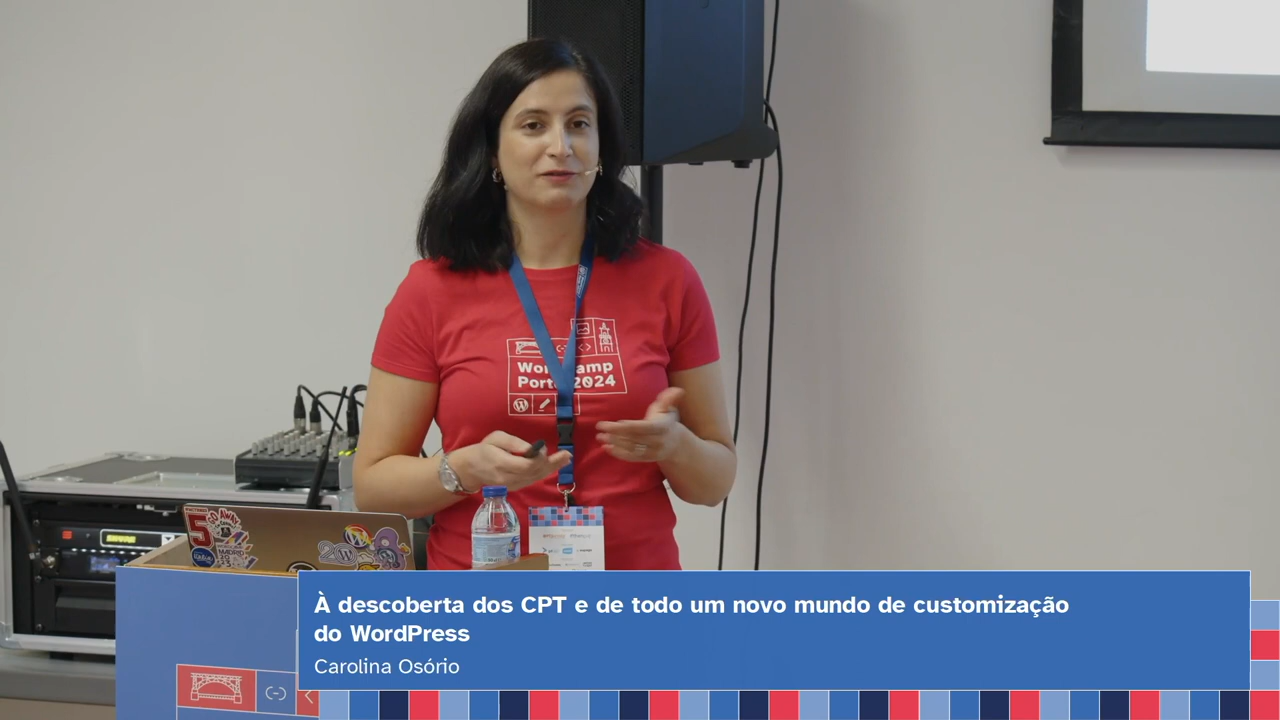 WordCamp
Porto 2024
À descoberta dos CPT e de todo um novo mundo de customização
do WordPress
Carolina Osório